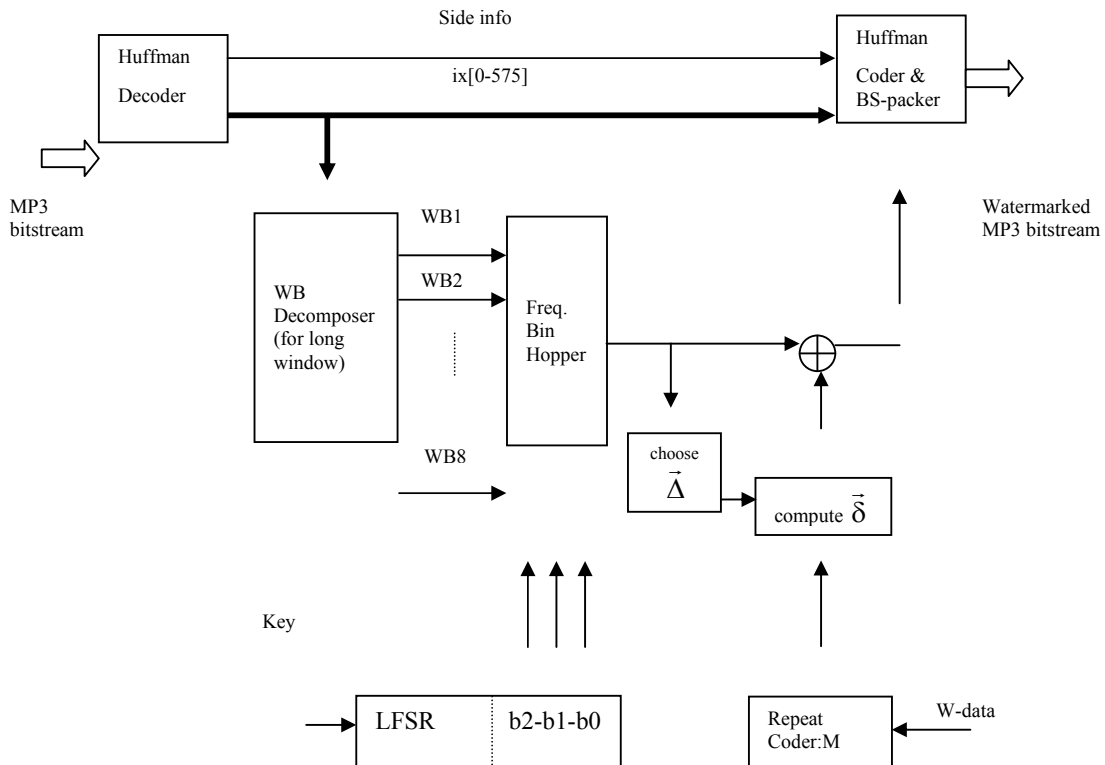 Side info
Huffman
Decoder
ix[0-575]
Huffman
Coder &
BS-packer
MP3
bitstream
Watermarked
MP3 bitstream
WB1
WB2
WB8
WB
Decomposer
(for long
window)
Freq.
Bin
Hopper
choose
Δ⃗
compute δ⃗
Key
LFSR
b2-b1-b0
Repeat
Coder:M
W-data